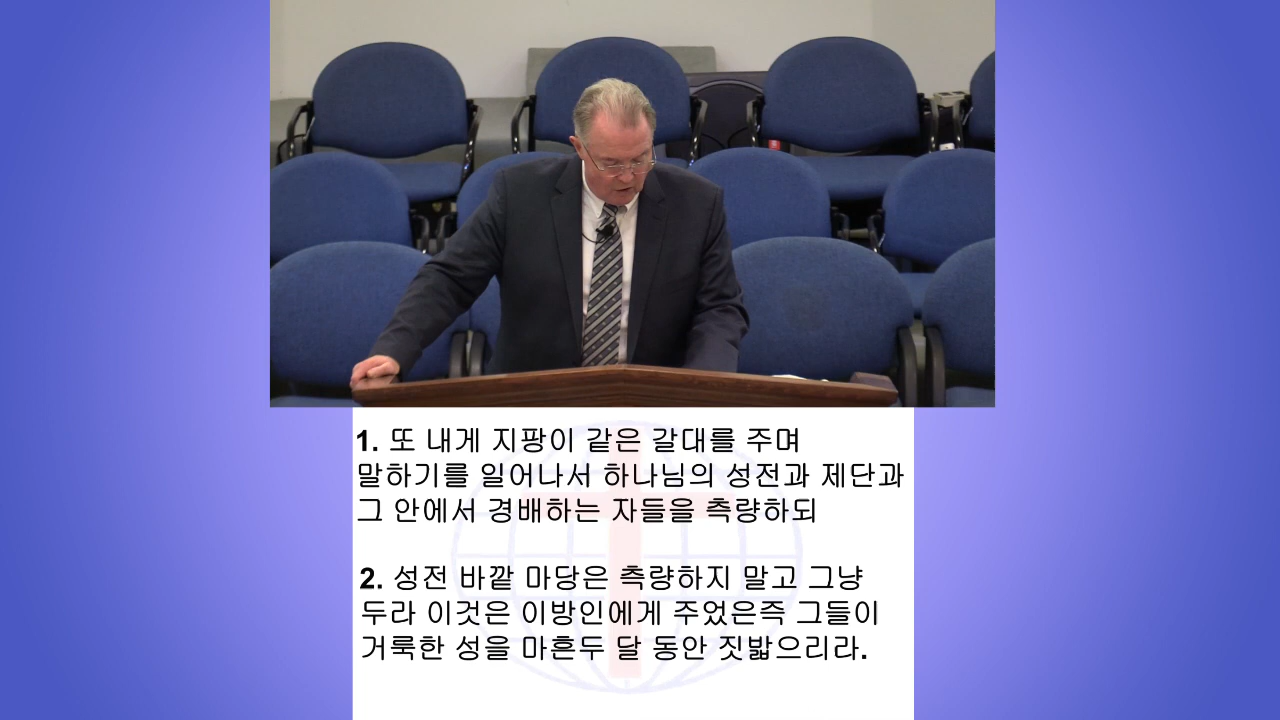 1. 또 내게 지팡이 같은 갈대를 주며
말하기를 일어나서 하나님의 성전과 제단과
그 안에서 경배하는 자들을 측량하되
2. 성전 바깥 마당은 측량하지 말고 그냥
두라 이것은 이방인에게 주었은즉 그들이
거룩한 성을 마흔두 달 동안 짓밟으리라.